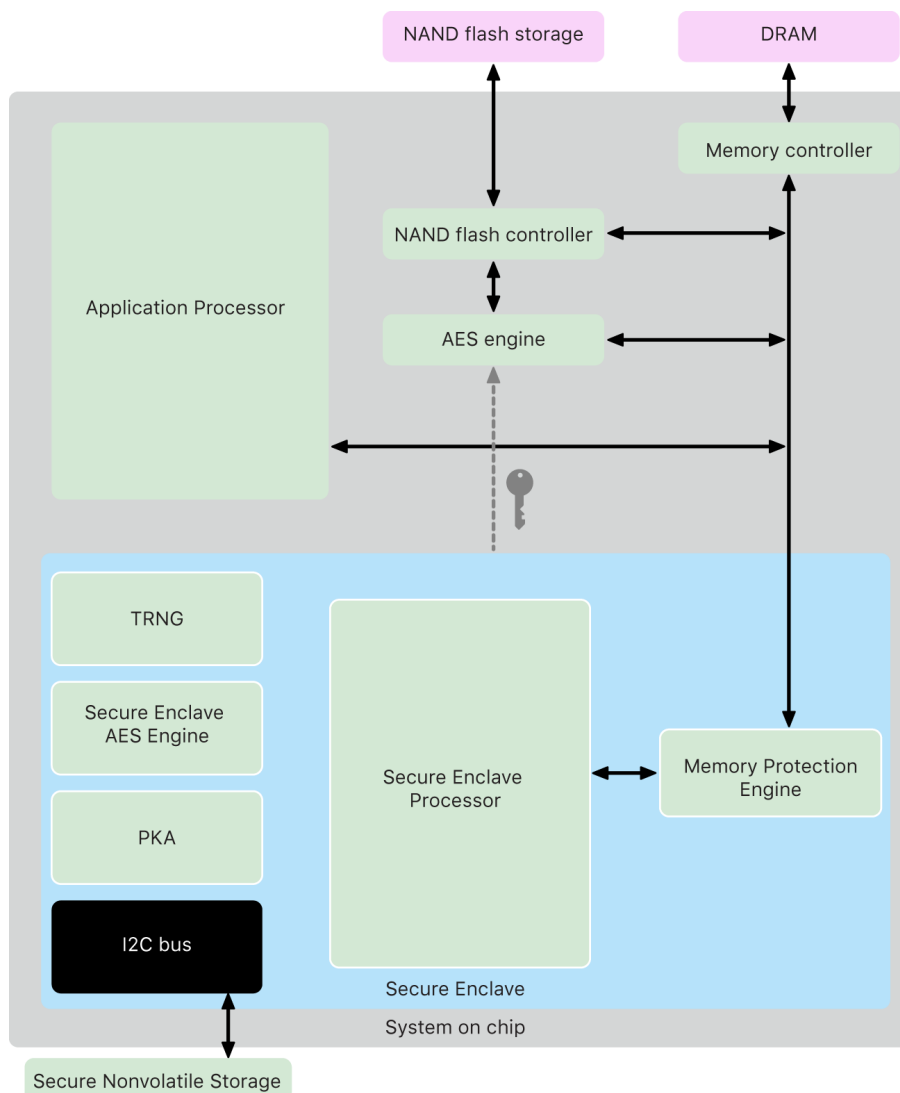 NAND flash storage
DRAM
Memory controller
NAND flash controller
Application Processor
AES engine
TRNG
Secure Enclave
AES Engine
PKA
I2C bus
Secure Enclave
Processor
Memory Protection
Engine
Secure Enclave
System on chip
Secure Nonvolatile Storage